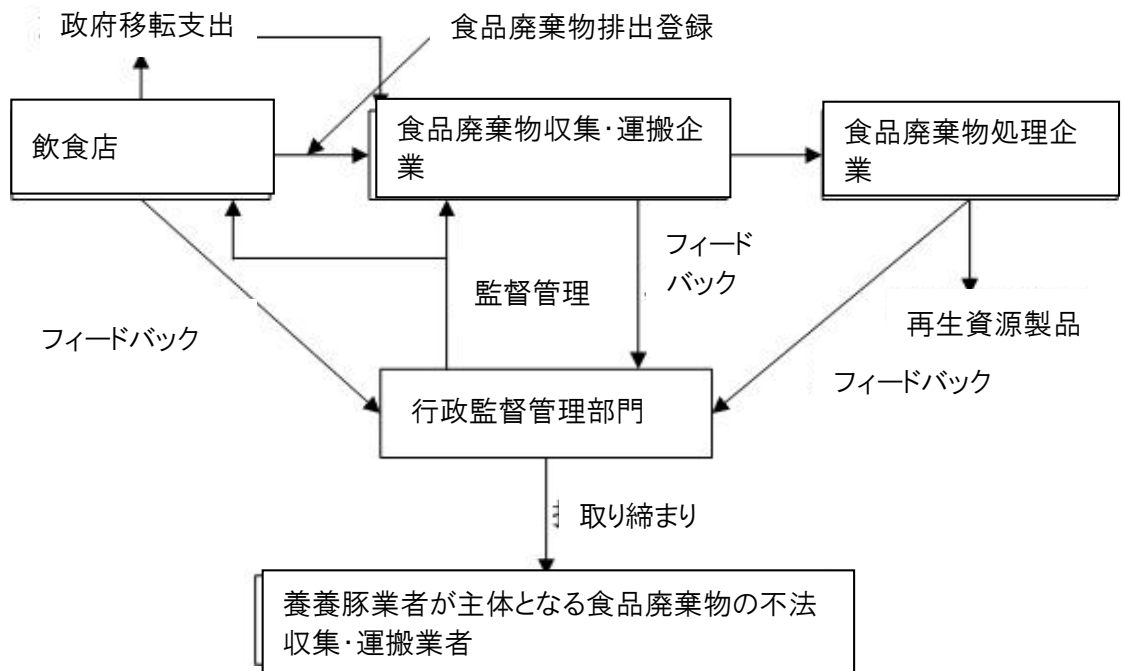 政府移転支出
食品廃棄物排出登録
飲食店
食品廃棄物収集・運搬企
業
食品廃棄物処理企
業
フィード
バック
監督管理
再生資源製品
フィードバック
フィードバック
行政監督管理部門
取り締まり
養養豚業者が主体となる食品廃棄物の不法
収集・運搬業者